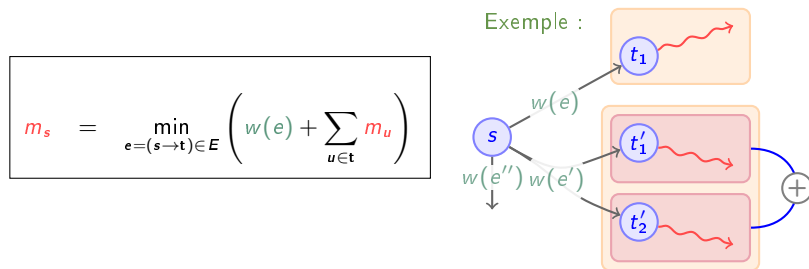 Exemple :
m_s = min_{e=(s→t)∈E} ( w(e) + ∑_{u∈t} m_u )
t_1
w(e)
s
t'_1
w(e'') w(e')
+
t'_2